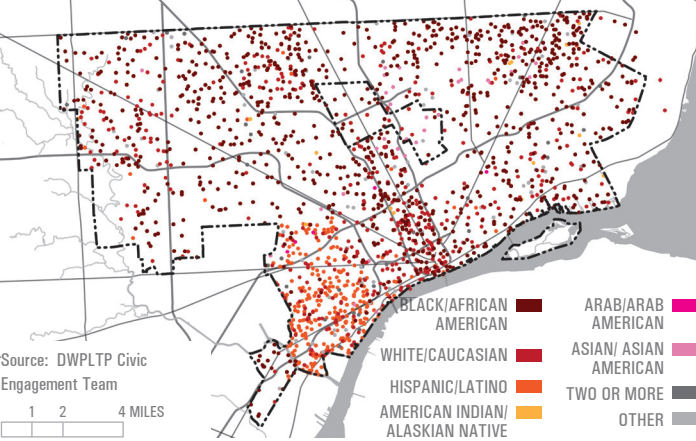 BLACK/AFRICAN
AMERICAN
WHITE/CAUCASIAN
HISPANIC/LATINO
AMERICAN INDIAN/
ALASKIAN NATIVE
ARAB/ARAB
AMERICAN
ASIAN/ ASIAN
AMERICAN
TWO OR MORE
OTHER
Source: DWPLTP Civic
Engagement Team
1 2 4 MILES